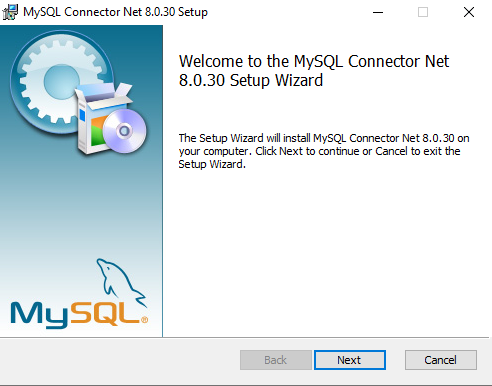 MySQL Connector Net 8.0.30 Setup
Welcome to the MySQL Connector Net
8.0.30 Setup Wizard
The Setup Wizard will install MySQL Connector Net 8.0.30 on
your computer. Click Next to continue or Cancel to exit the
Setup Wizard.
MySQL®
Back
Next
Cancel